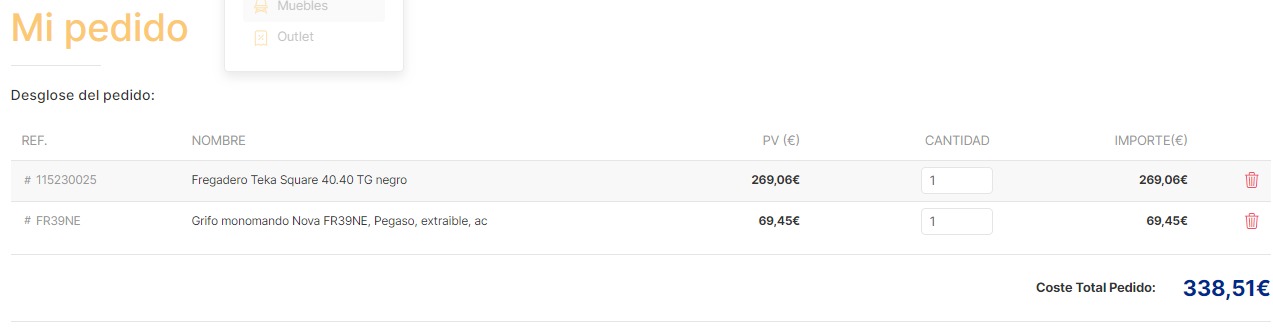 Muebles
Mi pedido
Outlet
Desglose del pedido:
REF. NOMBRE PV (€) CANTIDAD IMPORTE(€)
# 115230025 Fregadero Teka Square 40.40 TG negro 269,06€ 1 269,06€
# FR39NE Grifo monomando Nova FR39NE, Pegaso, extraible, ac 69,45€ 1 69,45€
Coste Total Pedido: 338,51€